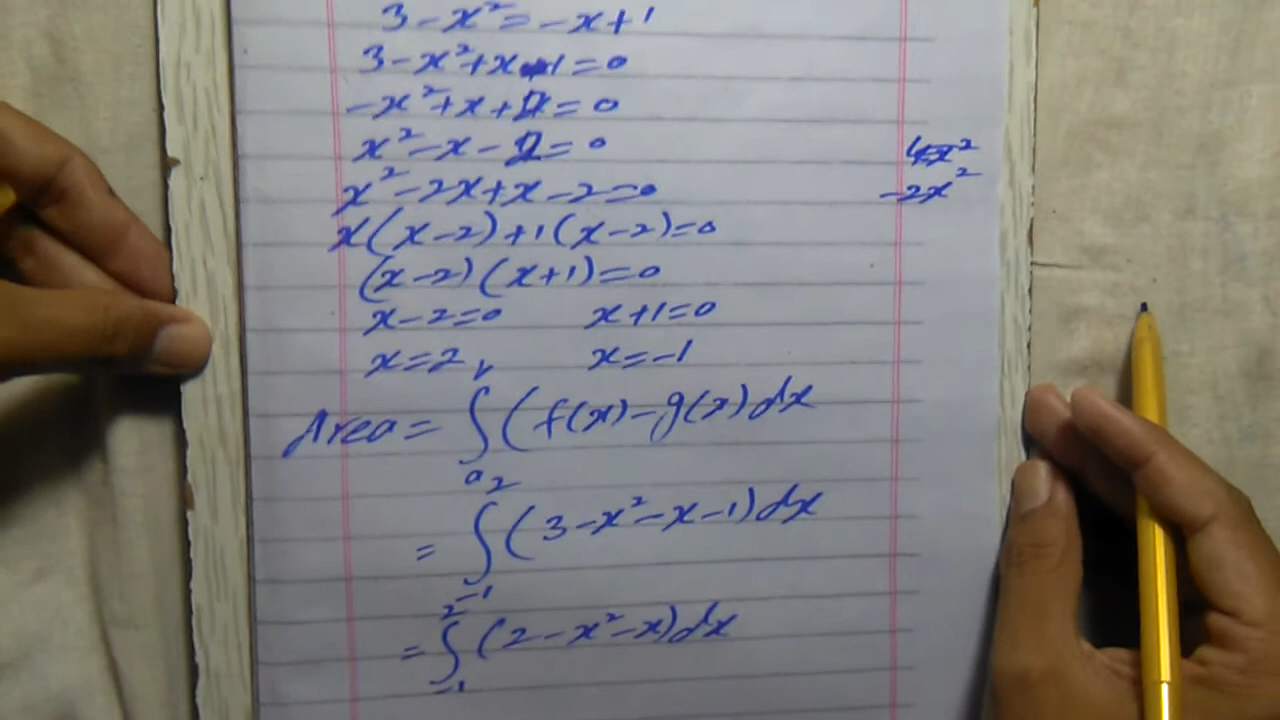 3 - x² = -x + 1
3 - x² + x - 1 = 0
-x² + x + 2 = 0
x² - x - 2 = 0
x² - 2x + x - 2 = 0
x(x - 2) + 1(x - 2) = 0
(x - 2)(x + 1) = 0
x - 2 = 0 x + 1 = 0
x = 2, x = -1
Area = ∫ₐ (f(x) - g(x) dx
= ∫₋₁² (3 - x² - x - 1) dx
= ∫₋₁² (2 - x² - x) dx
-2x²